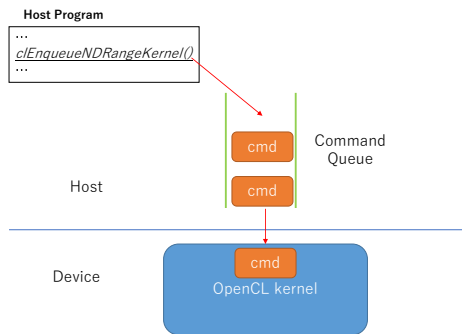 Host Program
…
clEnqueueNDRangeKernel()
…
cmd
Command
Queue
Host
cmd
Device
cmd
OpenCL kernel